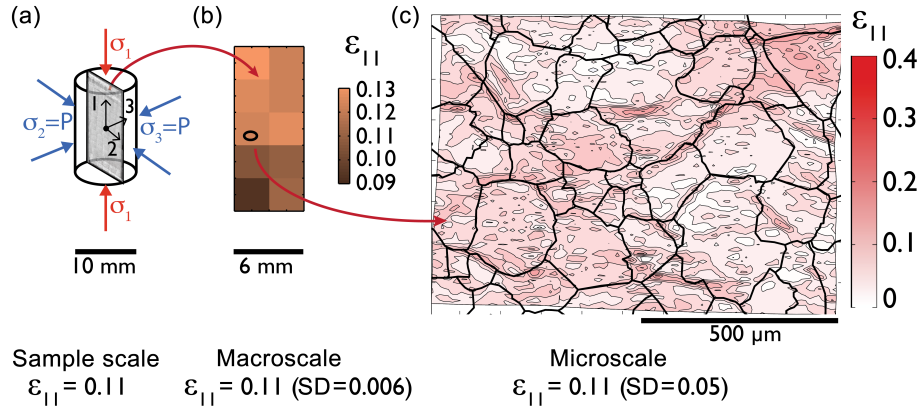 (a)
σ1
σ2=P
σ3=P
1
3
2
σ1
10 mm
(b)
ε11
0.13
0.12
0.11
0.10
0.09
6 mm
(c)
ε11
0.4
0.3
0.2
0.1
0
500 µm
Sample scale
ε11 = 0.11
Macroscale
ε11 = 0.11 (SD=0.006)
Microscale
ε11 = 0.11 (SD=0.05)